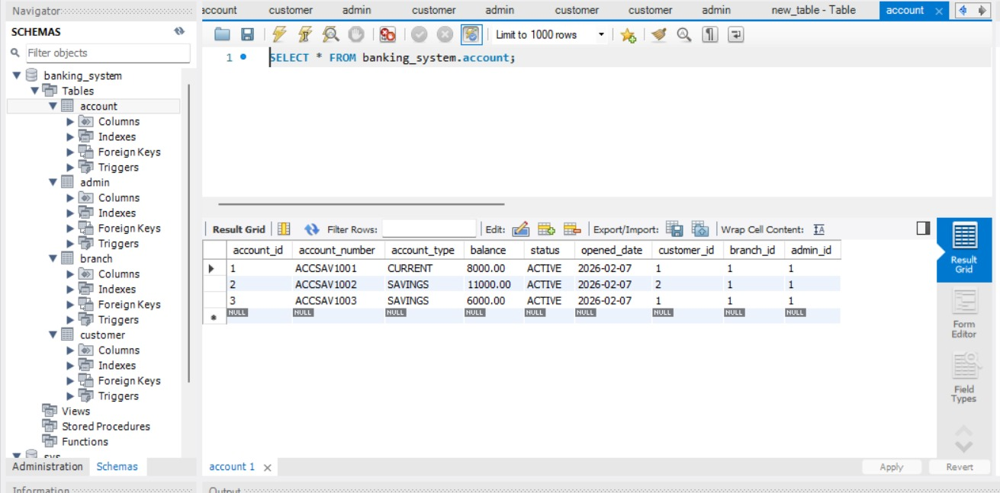 Navigator
SCHEMAS
Filter objects
banking_system
Tables
account
Columns
Indexes
Foreign Keys
Triggers
admin
Columns
Indexes
Foreign Keys
Triggers
branch
Columns
Indexes
Foreign Keys
Triggers
customer
Columns
Indexes
Foreign Keys
Triggers
Views
Stored Procedures
Functions
sys
Administration Schemas
Information
account customer admin customer admin customer customer admin new_table - Table account
Limit to 1000 rows
1 SELECT * FROM banking_system.account;
Result Grid Filter Rows: Edit: Export/Import: Wrap Cell Content:
account_id account_number account_type balance status opened_date customer_id branch_id admin_id
1 ACCSAV1001 CURRENT 8000.00 ACTIVE 2026-02-07 1 1 1
2 ACCSAV1002 SAVINGS 11000.00 ACTIVE 2026-02-07 2 1 1
3 ACCSAV1003 SAVINGS 6000.00 ACTIVE 2026-02-07 1 1 1
NULL NULL NULL NULL NULL NULL NULL NULL NULL
Result
Grid
Form
Editor
Field
Types
account 1
Apply Revert
Output